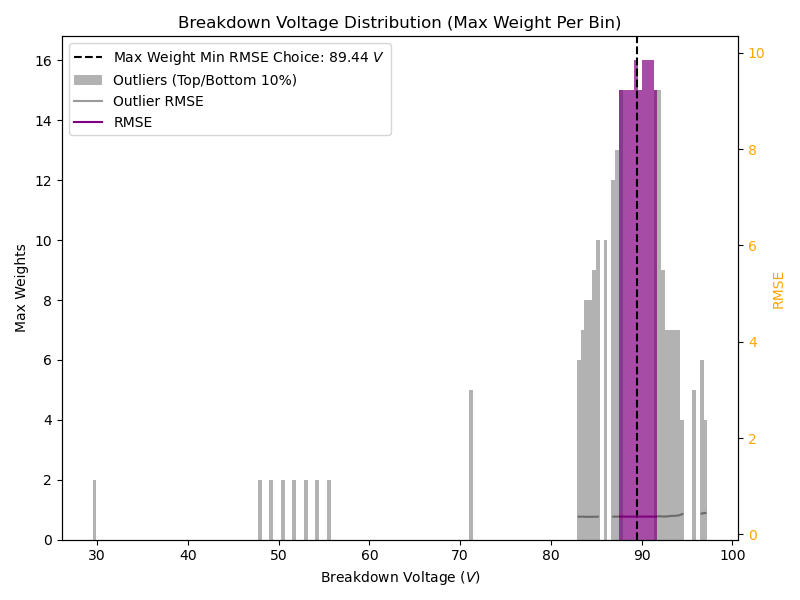 Breakdown Voltage Distribution (Max Weight Per Bin)
Max Weight Min RMSE Choice: 89.44 V
Outliers (Top/Bottom 10%)
Outlier RMSE
RMSE
Max Weights
16
14
12
10
8
6
4
2
0
10
8
6
4
2
0
RMSE
30 40 50 60 70 80 90 100
Breakdown Voltage (V)